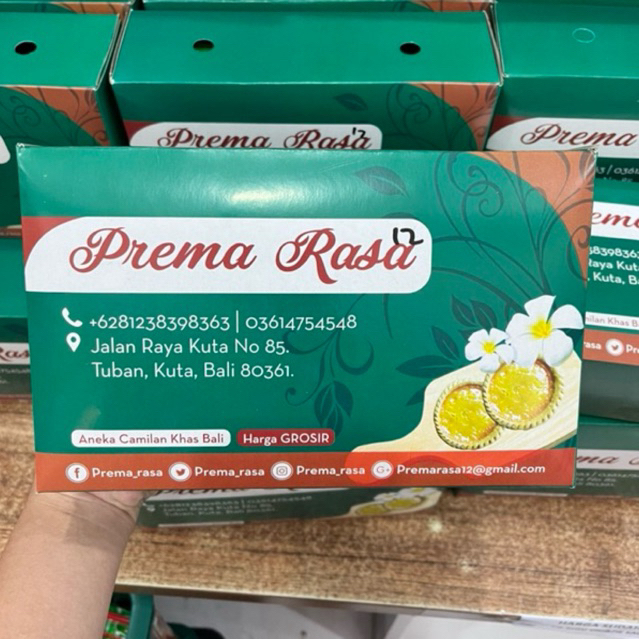 Prema Rasa
12
Prema
Prema Rasa
12
+6281238398363 | 03614754548
Jalan Raya Kuta No 85.
Tuban, Kuta, Bali 80361.
Aneka Camilan Khas Bali
Harga GROSIR
Prema_rasa
Prema_rasa
Prema_rasa
Premarasa12@gmail.com